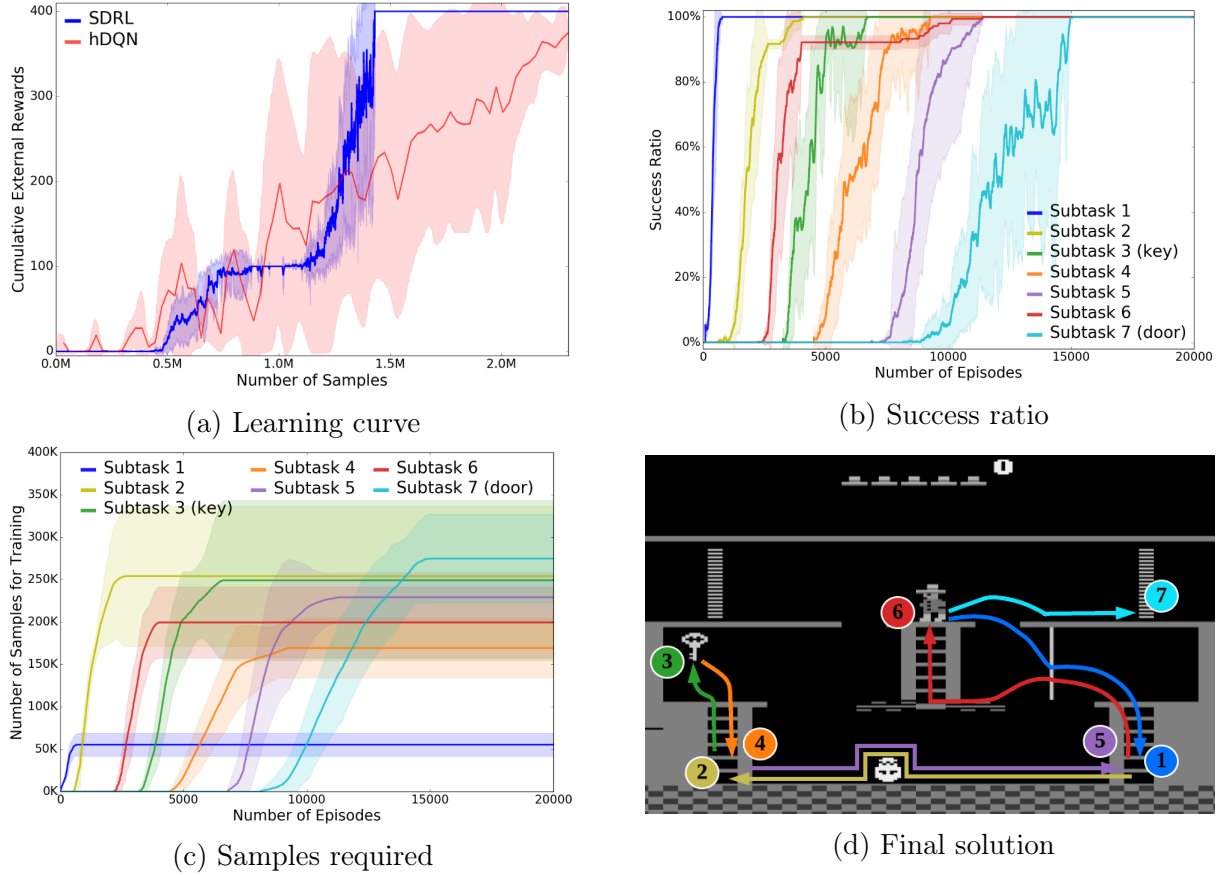 SDRL
hDQN
400
300
200
100
0
Cumulative External Rewards
0.0M 0.5M 1.0M 1.5M 2.0M
Number of Samples
(a) Learning curve
100%
80%
60%
40%
20%
0%
Success Ratio
Subtask 1
Subtask 2
Subtask 3 (key)
Subtask 4
Subtask 5
Subtask 6
Subtask 7 (door)
5000 10000 15000 20000
Number of Episodes
(b) Success ratio
400K
350K
300K
250K
200K
150K
100K
50K
0K
Number of Samples for Training
Subtask 1 Subtask 4 Subtask 6
Subtask 2 Subtask 5 Subtask 7 (door)
Subtask 3 (key)
0 5000 10000 15000 20000
Number of Episodes
(c) Samples required
6 7
3
4 5
2 1
(d) Final solution